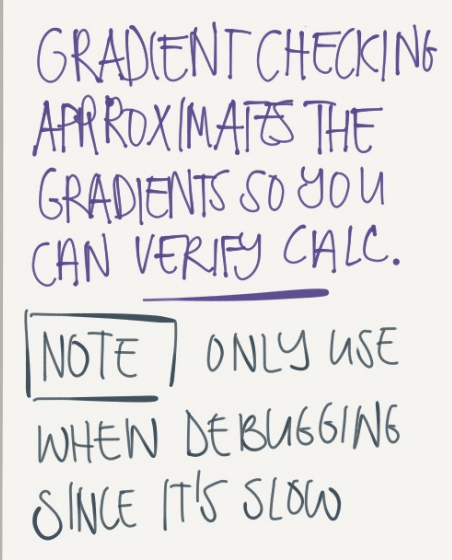 GRADIENT CHECKING
APPROXIMATES THE
GRADIENTS SO YOU
CAN VERIFY CALC.
NOTE ONLY USE
WHEN DEBUGGING
SINCE IT'S SLOW